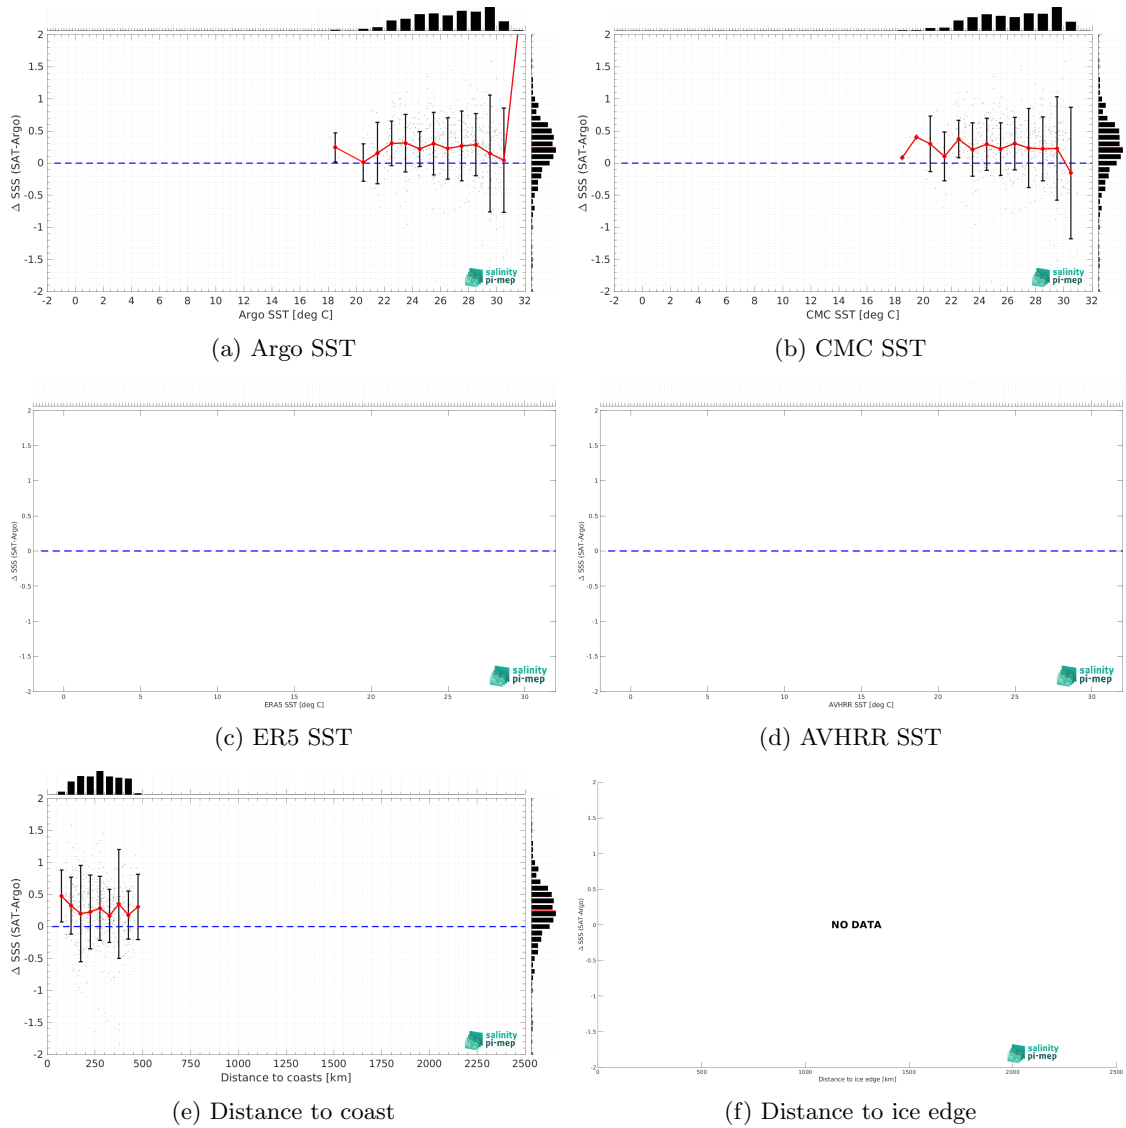 2
1.5
1
0.5
0
-0.5
-1
-1.5
-2
Δ SSS (SAT-Argo)
-2 0 2 4 6 8 10 12 14 16 18 20 22 24 26 28 30 32
Argo SST [deg C]
salinity
pi-mep
(a) Argo SST
2
1.5
1
0.5
0
-0.5
-1
-1.5
-2
Δ SSS (SAT-Argo)
-2 0 2 4 6 8 10 12 14 16 18 20 22 24 26 28 30 32
CMC SST [deg C]
salinity
pi-mep
(b) CMC SST
2
1.5
1
0.5
0
-0.5
-1
-1.5
-2
Δ SSS (SAT-Argo)
0 5 10 15 20 25 30
ERA5 SST [deg C]
salinity
pi-mep
(c) ER5 SST
2
1.5
1
0.5
0
-0.5
-1
-1.5
-2
Δ SSS (SAT-Argo)
0 5 10 15 20 25 30
AVHRR SST [deg C]
salinity
pi-mep
(d) AVHRR SST
2
1.5
1
0.5
0
-0.5
-1
-1.5
-2
Δ SSS (SAT-Argo)
0 250 500 750 1000 1250 1500 1750 2000 2250 2500
Distance to coasts [km]
salinity
pi-mep
(e) Distance to coast
2
1.5
1
0.5
0
-0.5
-1
-1.5
-2
Δ SSS (SAT-Argo)
NO DATA
0 500 1000 1500 2000 2500
Distance to ice edge [km]
salinity
pi-mep
(f) Distance to ice edge